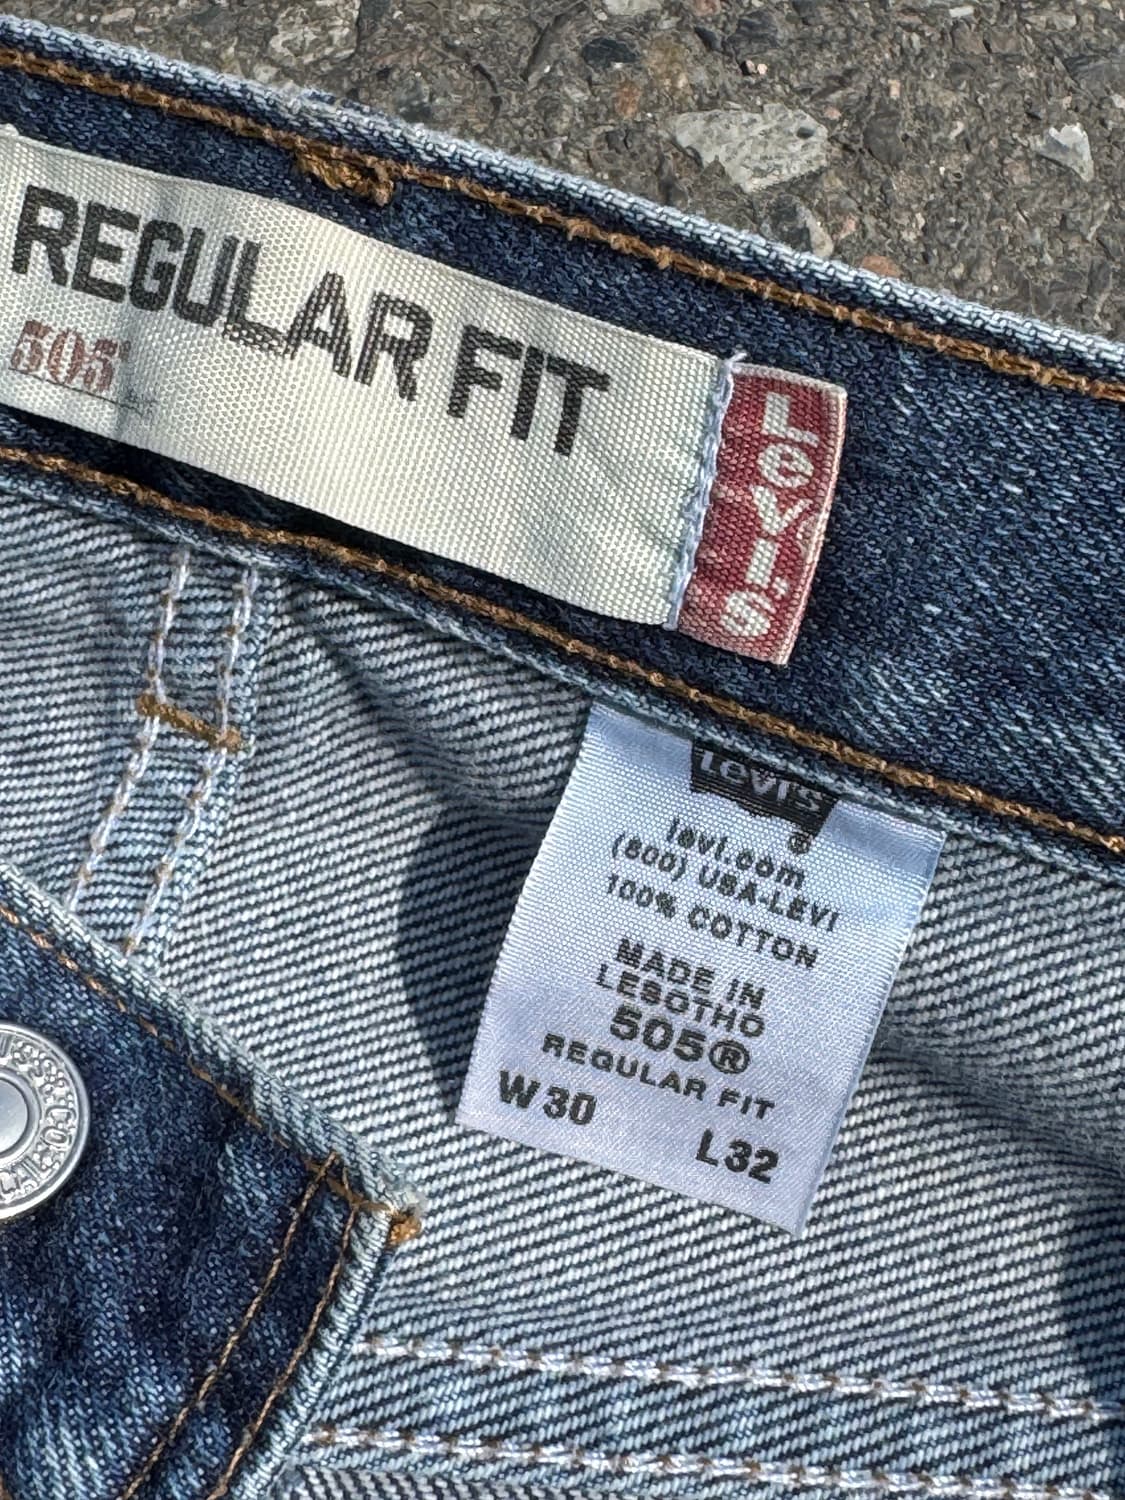 REGULAR FIT
505
Levi's
Levi's
®
levi.com
(800) USA-LEVI
100% COTTON
MADE IN
LESOTHO
505®
REGULAR FIT
W30 L32